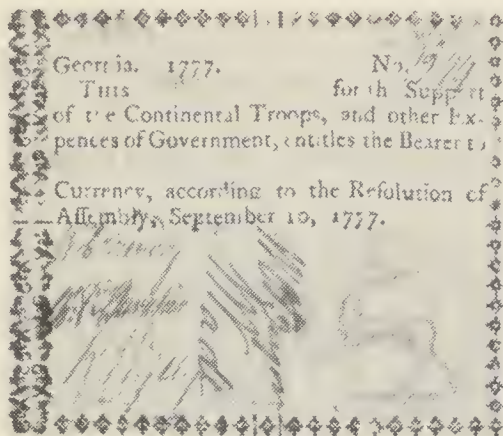 Georgia. 1777. No.
This for the Support
of the Continental Troops, and other Ex-
pences of Government, entitles the Bearer to
Currency, according to the Reſolution of
Aſſembly, September 10, 1777.